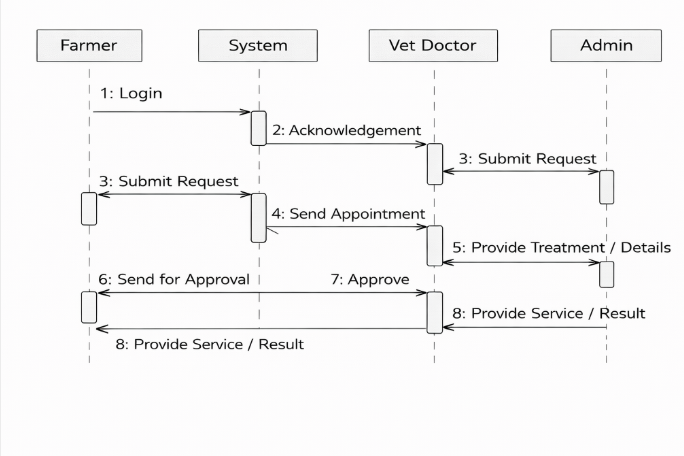 Farmer
System
Vet Doctor
Admin
1: Login
2: Acknowledgement
3: Submit Request
3: Submit Request
4: Send Appointment
5: Provide Treatment / Details
6: Send for Approval
7: Approve
8: Provide Service / Result
8: Provide Service / Result